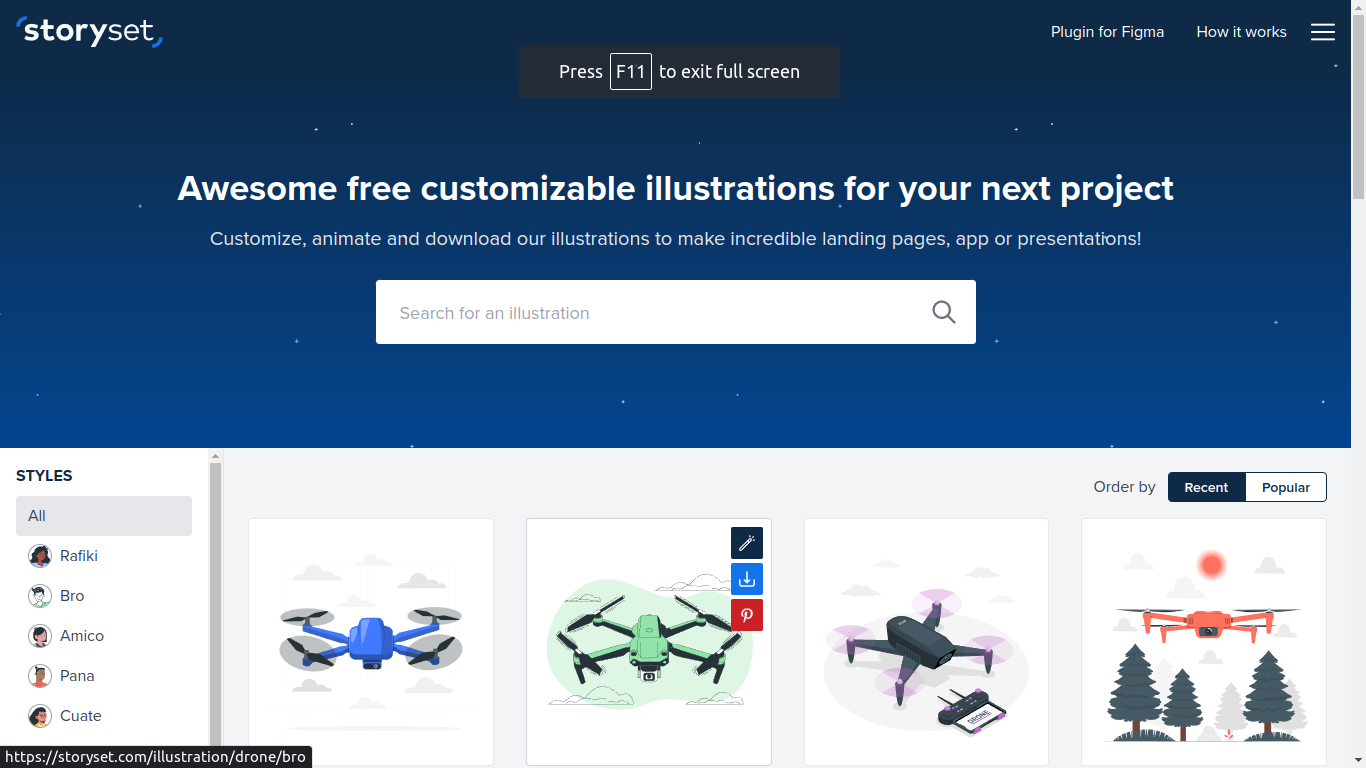 storyset
Plugin for Figma
How it works
Press F11 to exit full screen
Awesome free customizable illustrations for your next project
Customize, animate and download our illustrations to make incredible landing pages, app or presentations!
Search for an illustration
STYLES
All
Rafiki
Bro
Amico
Pana
Cuate
Order by
Recent
Popular
DRONE
https://storyset.com/illustration/drone/bro